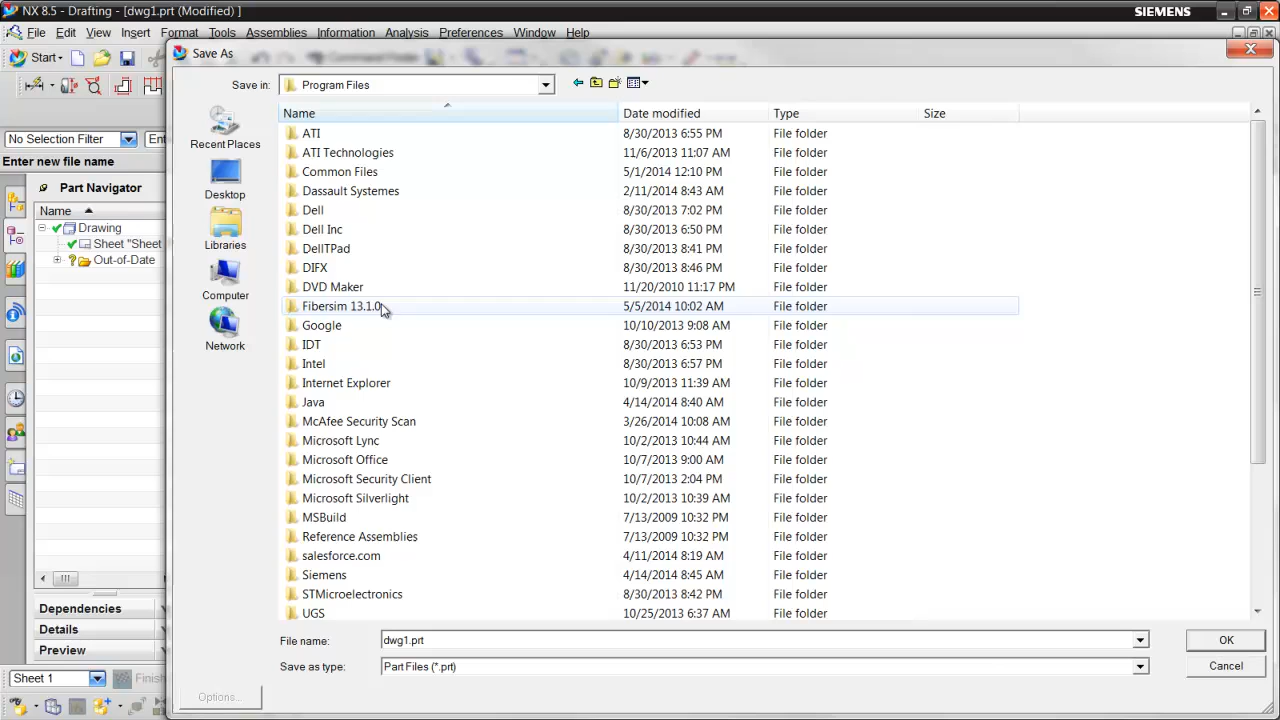 NX 8.5 - Drafting - [dwg1.prt (Modified) ]
SIEMENS
File Edit View Insert Format Tools Assemblies Information Analysis Preferences Window Help
Start
Save As
Save in: Program Files
No Selection Filter
Enter new file name
Part Navigator
Name
Drawing
Sheet "Sheet
Out-of-Date
Dependencies
Details
Preview
Sheet 1
Finish
Recent Places
Desktop
Libraries
Computer
Network
Name Date modified Type Size
ATI 8/30/2013 6:55 PM File folder
ATI Technologies 11/6/2013 11:07 AM File folder
Common Files 5/1/2014 12:10 PM File folder
Dassault Systemes 2/11/2014 8:43 AM File folder
Dell 8/30/2013 7:02 PM File folder
Dell Inc 8/30/2013 6:50 PM File folder
DellTPad 8/30/2013 8:41 PM File folder
DIFX 8/30/2013 8:46 PM File folder
DVD Maker 11/20/2010 11:17 PM File folder
Fibersim 13.1.0 5/5/2014 10:02 AM File folder
Google 10/10/2013 9:08 AM File folder
IDT 8/30/2013 6:53 PM File folder
Intel 8/30/2013 6:57 PM File folder
Internet Explorer 10/9/2013 11:39 AM File folder
Java 4/14/2014 8:40 AM File folder
McAfee Security Scan 3/26/2014 10:08 AM File folder
Microsoft Lync 10/2/2013 10:44 AM File folder
Microsoft Office 10/7/2013 9:00 AM File folder
Microsoft Security Client 10/7/2013 2:04 PM File folder
Microsoft Silverlight 10/2/2013 10:39 AM File folder
MSBuild 7/13/2009 10:32 PM File folder
Reference Assemblies 7/13/2009 10:32 PM File folder
salesforce.com 4/11/2014 8:19 AM File folder
Siemens 4/14/2014 8:45 AM File folder
STMicroelectronics 8/30/2013 8:42 PM File folder
UGS 10/25/2013 6:37 AM File folder
File name: dwg1.prt OK
Save as type: Part Files (*.prt) Cancel
Options...